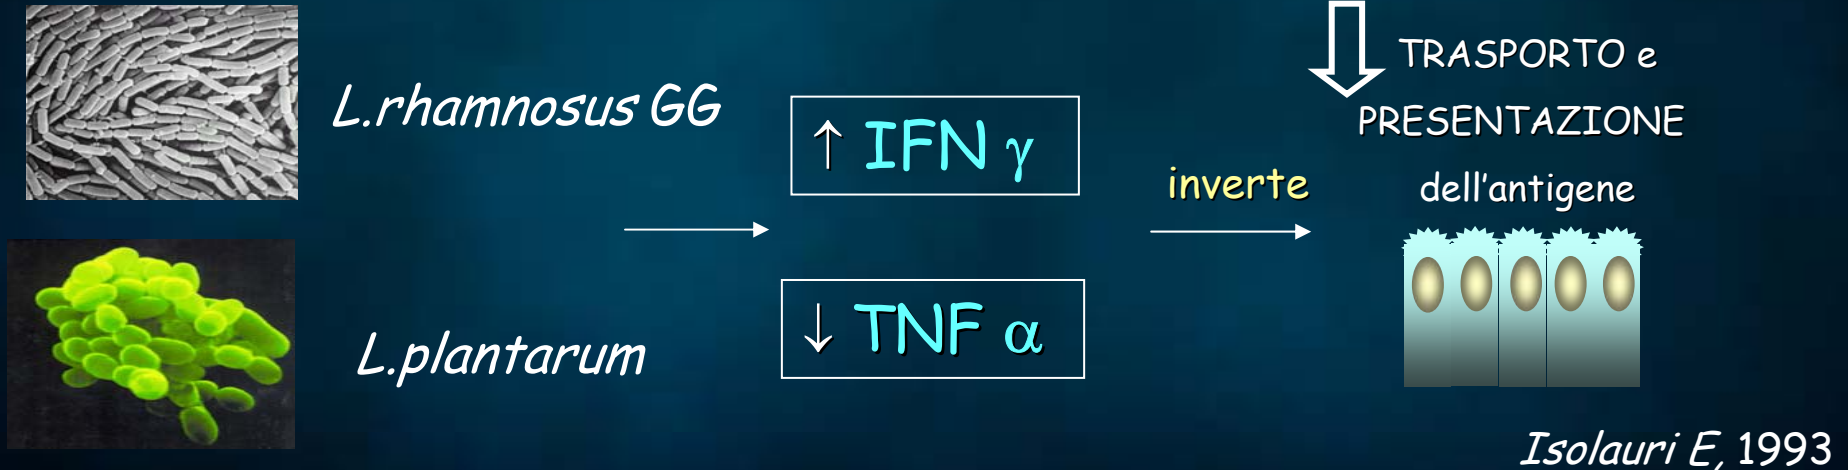 L.rhamnosus GG
L.plantarum
↑ IFN γ
↓ TNF α
inverte
TRASPORTO e
PRESENTAZIONE
dell'antigene
Isolauri E, 1993